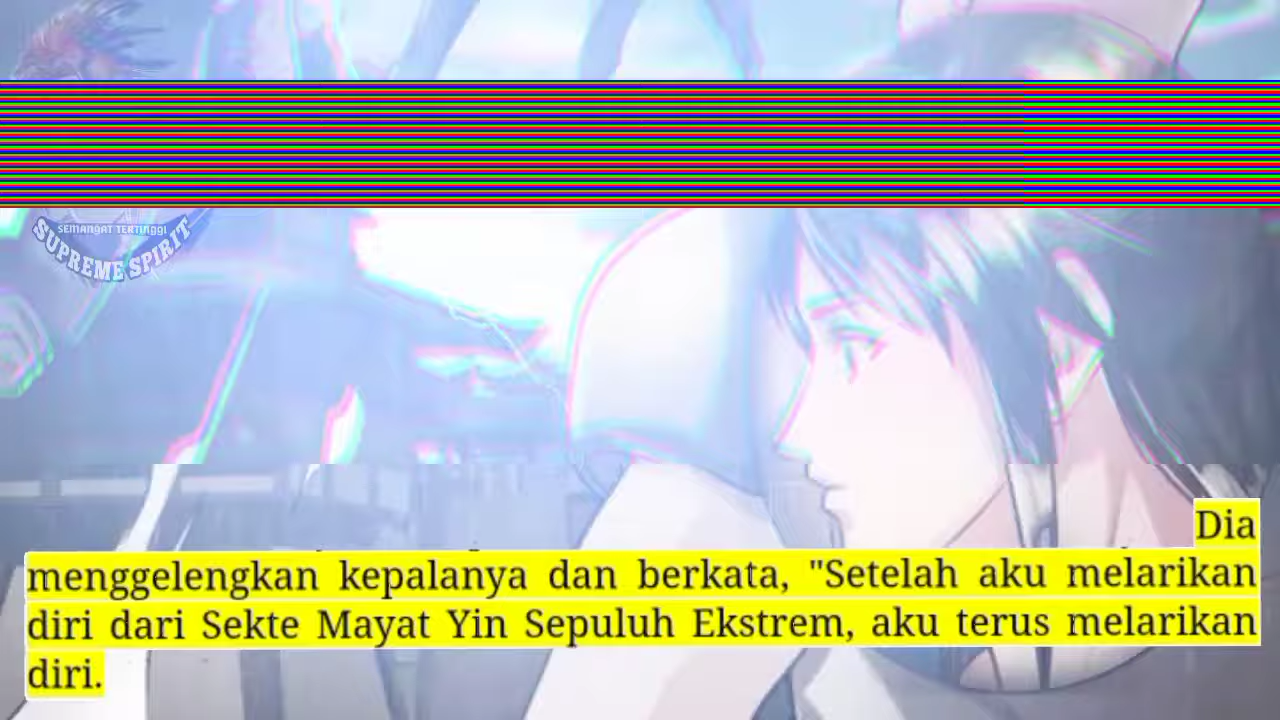 SEMANGAT TERTINGGI
SUPREME SPIRIT
Dia
menggelengkan kepalanya dan berkata, "Setelah aku melarikan
diri dari Sekte Mayat Yin Sepuluh Ekstrem, aku terus melarikan
diri.